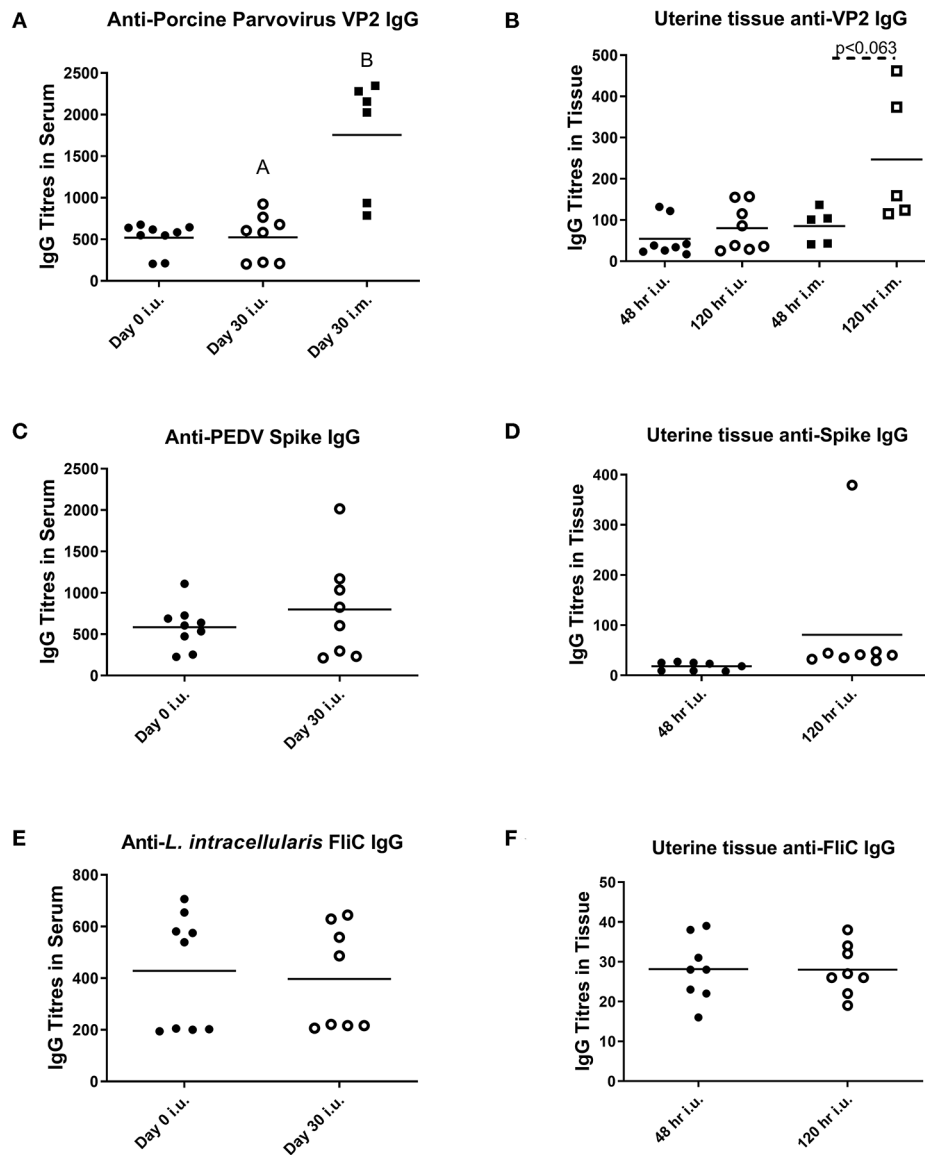 A
Anti-Porcine Parvovirus VP2 IgG
IgG Titres in Serum
2500
2000
1500
1000
500
0
A
B
Day 0 i.u.
Day 30 i.u.
Day 30 i.m.
B
Uterine tissue anti-VP2 IgG
IgG Titres in Tissue
500
400
300
200
100
0
p<0.063
48 hr i.u.
120 hr i.u.
48 hr i.m.
120 hr i.m.
C
Anti-PEDV Spike IgG
IgG Titres in Serum
2500
2000
1500
1000
500
0
Day 0 i.u.
Day 30 i.u.
D
Uterine tissue anti-Spike IgG
IgG Titres in Tissue
400
300
200
100
0
48 hr i.u.
120 hr i.u.
E
Anti-L. intracellularis FliC IgG
IgG Titres in Serum
800
600
400
200
0
Day 0 i.u.
Day 30 i.u.
F
Uterine tissue anti-FliC IgG
IgG Titres in Tissue
50
40
30
20
10
0
48 hr i.u.
120 hr i.u.